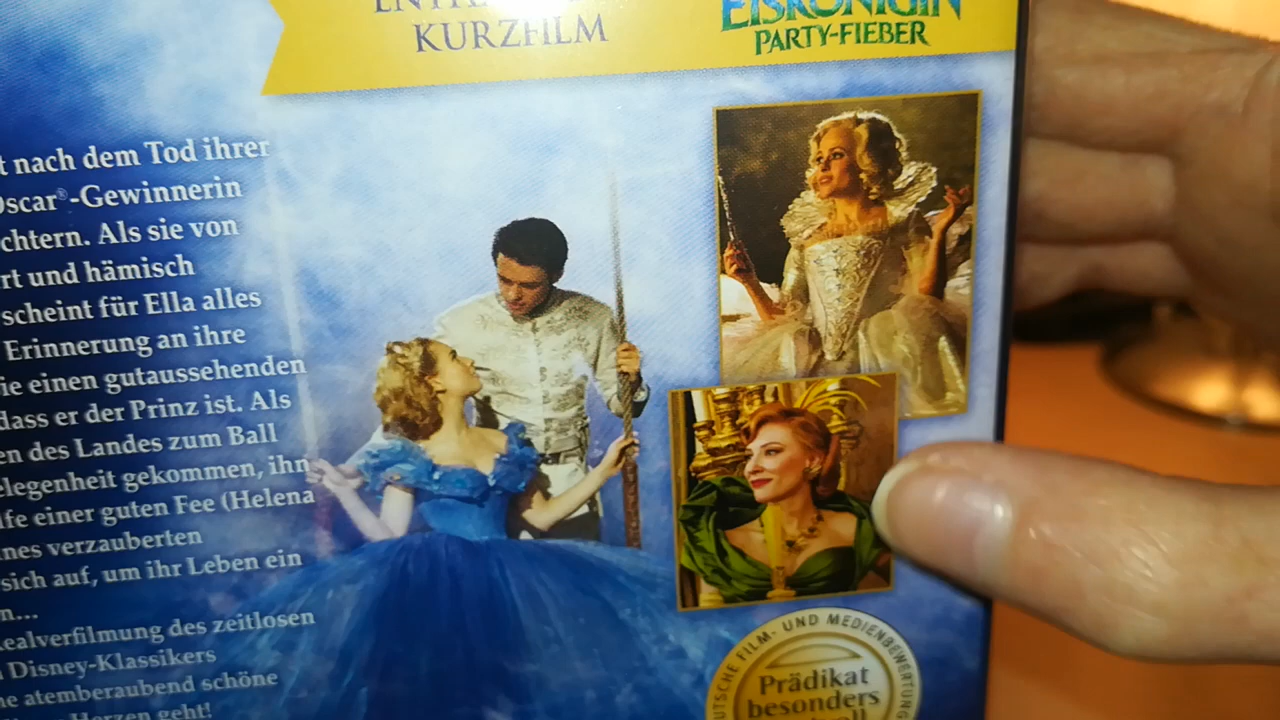 KURZFILM
EISKÖNIGIN
PARTY-FIEBER
nach dem Tod ihrer
Oscar®-Gewinnerin
chtern. Als sie von
rt und hämisch
scheint für Ella alles
Erinnerung an ihre
ie einen gutaussehenden
dass er der Prinz ist. Als
en des Landes zum Ball
elegenheit gekommen, ihn
lfe einer guten Fee (Helena
ines verzauberten
sich auf, um ihr Leben ein
n...
ealverfilmung des zeitlosen
Disney-Klassikers
ne atemberaubend schöne
Herzen geht!
UTSCHE FILM- UND MEDIENBEWERTUNG
Prädikat
besonders